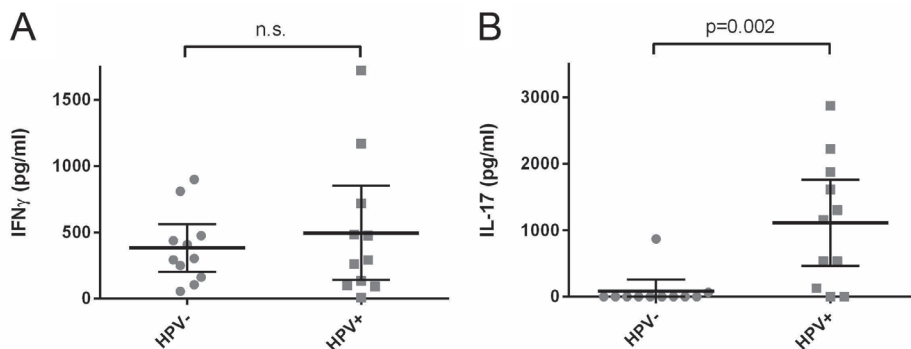 A
n.s.
IFNγ (pg/ml)
1500
1000
500
0
HPV-
HPV+
B
p=0.002
IL-17 (pg/ml)
3000
2000
1000
0
HPV-
HPV+